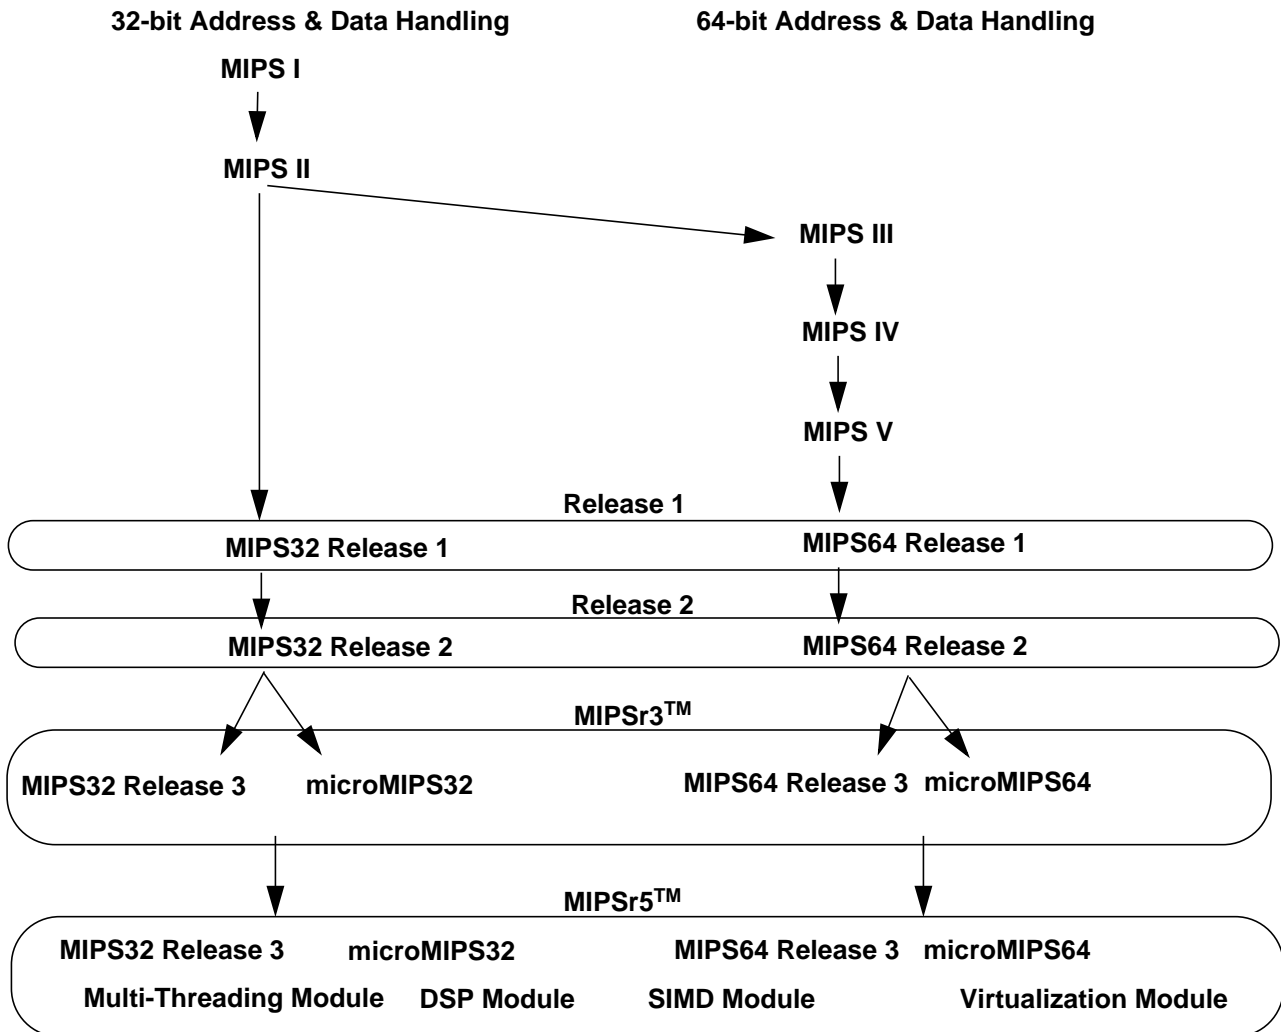 32-bit Address & Data Handling
64-bit Address & Data Handling
MIPS I
MIPS II
MIPS III
MIPS IV
MIPS V
Release 1
MIPS32 Release 1
MIPS64 Release 1
Release 2
MIPS32 Release 2
MIPS64 Release 2
MIPSr3™
MIPS32 Release 3
microMIPS32
MIPS64 Release 3
microMIPS64
MIPSr5™
MIPS32 Release 3
microMIPS32
MIPS64 Release 3
microMIPS64
Multi-Threading Module
DSP Module
SIMD Module
Virtualization Module